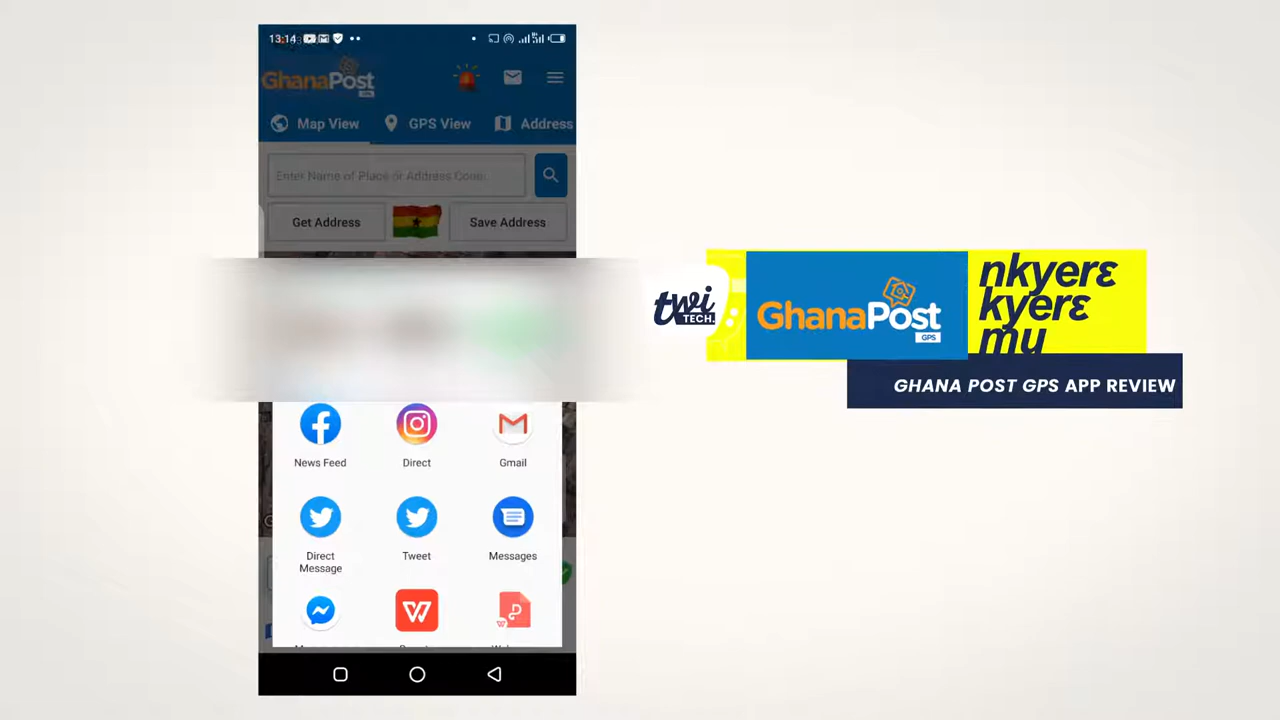 13:14
GhanaPost
GPS
Map View
GPS View
Address
Enter Name of Place or Address Code.
Get Address
Save Address
News Feed
Direct
Gmail
Direct
Message
Tweet
Messages
twi
TECH.
GhanaPost
GPS
nkyerɛ
kyerɛ
mu
GHANA POST GPS APP REVIEW